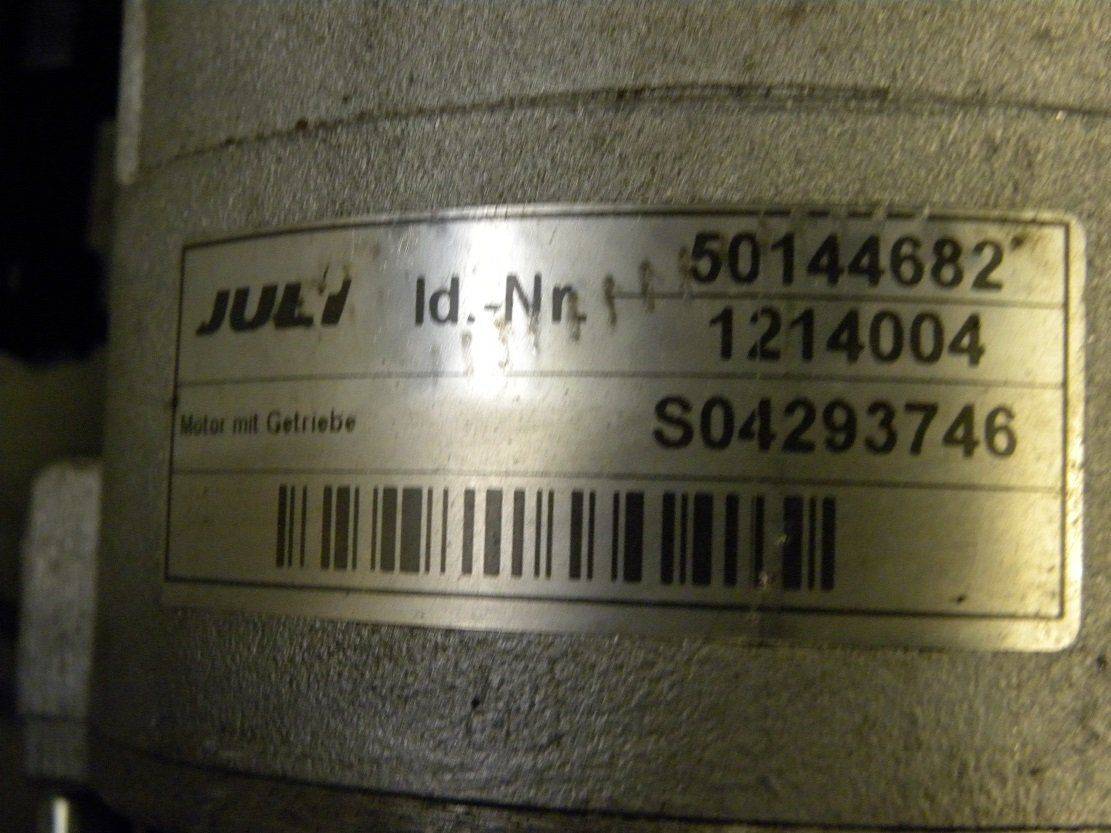 JULI Id.-Nr. 50144682
1214004
Motor mit Getriebe S04293746